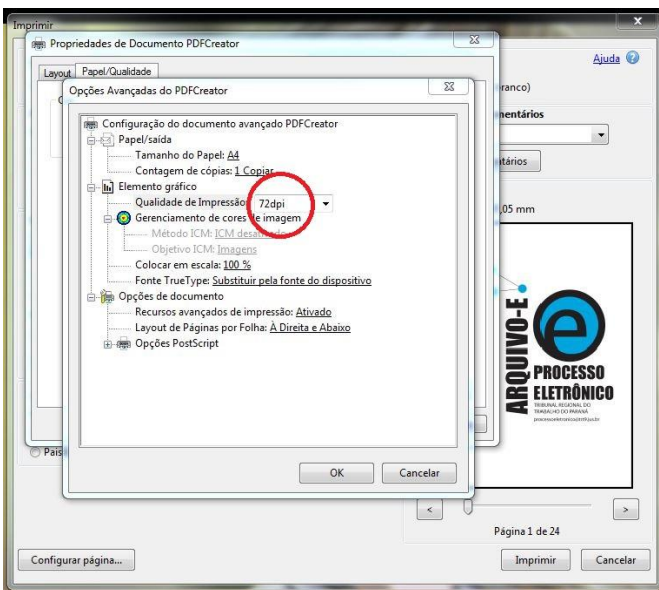 Imprimir
x
Propriedades de Documento PDFCreator
Ajuda
Layout
Papel/Qualidade
ranco)
Opções Avançadas do PDFCreator
mentários
Configuração do documento avançado PDFCreator
Papel/saída
Tamanho do Papel: A4
ntários
Contagem de cópias: 1 Copiar
Elemento gráfico
Qualidade de Impressão: 72dpi
,05 mm
Gerenciamento de cores de imagem
Método ICM: ICM
Objetivo ICM: Imagens
Colocar em escala: 100 %
Fonte TrueType: Substituir pela fonte do dispositivo
Opções de documento
Recursos avançados de impressão: Ativado
Layout de Páginas por Folha: À Direita e Abaixo
Opções PostScript
ARQUIVO-E
e
PROCESSO
ELETRÔNICO
TRIBUNAL REGIONAL DO
TRABALHO DO PARANÁ
Pais
OK
Cancelar
<
>
Página 1 de 24
Configurar página...
Imprimir
Cancelar